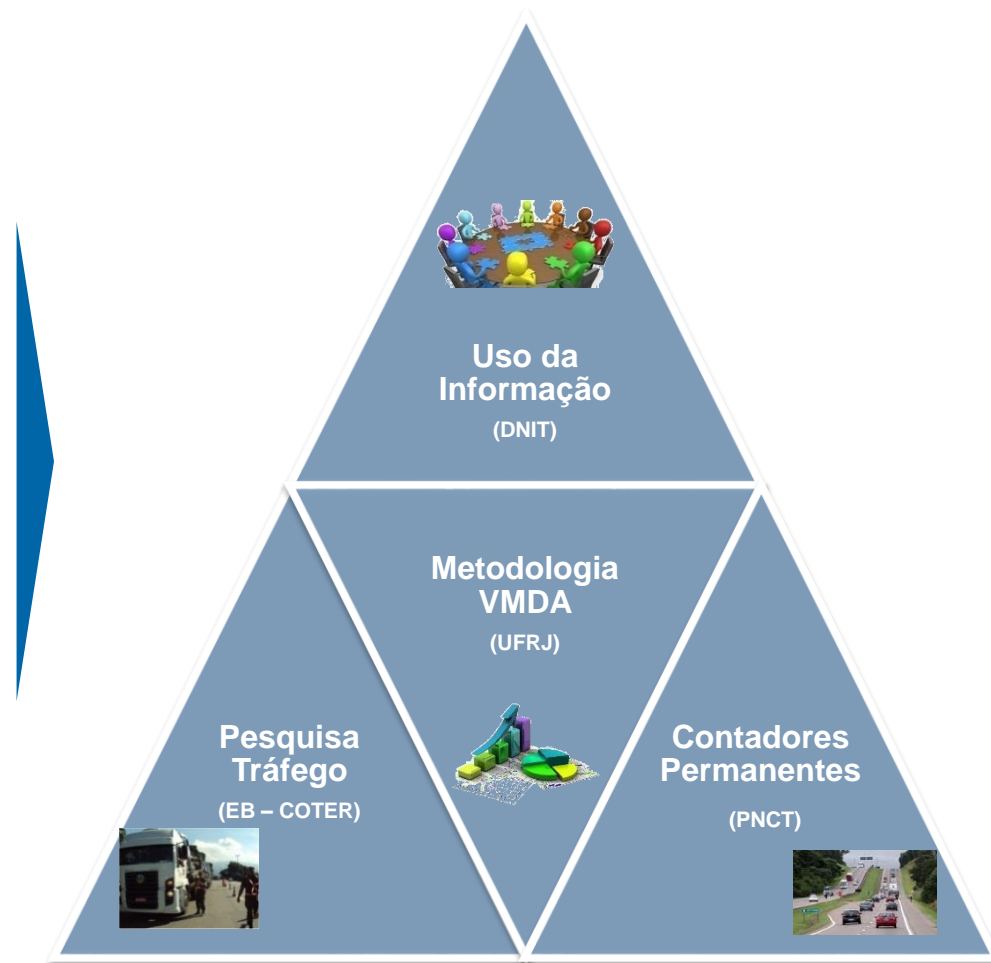 Uso da
Informação
(DNIT)
Metodologia
VMDA
(UFRJ)
Pesquisa
Tráfego
(EB – COTER)
Contadores
Permanentes
(PNCT)